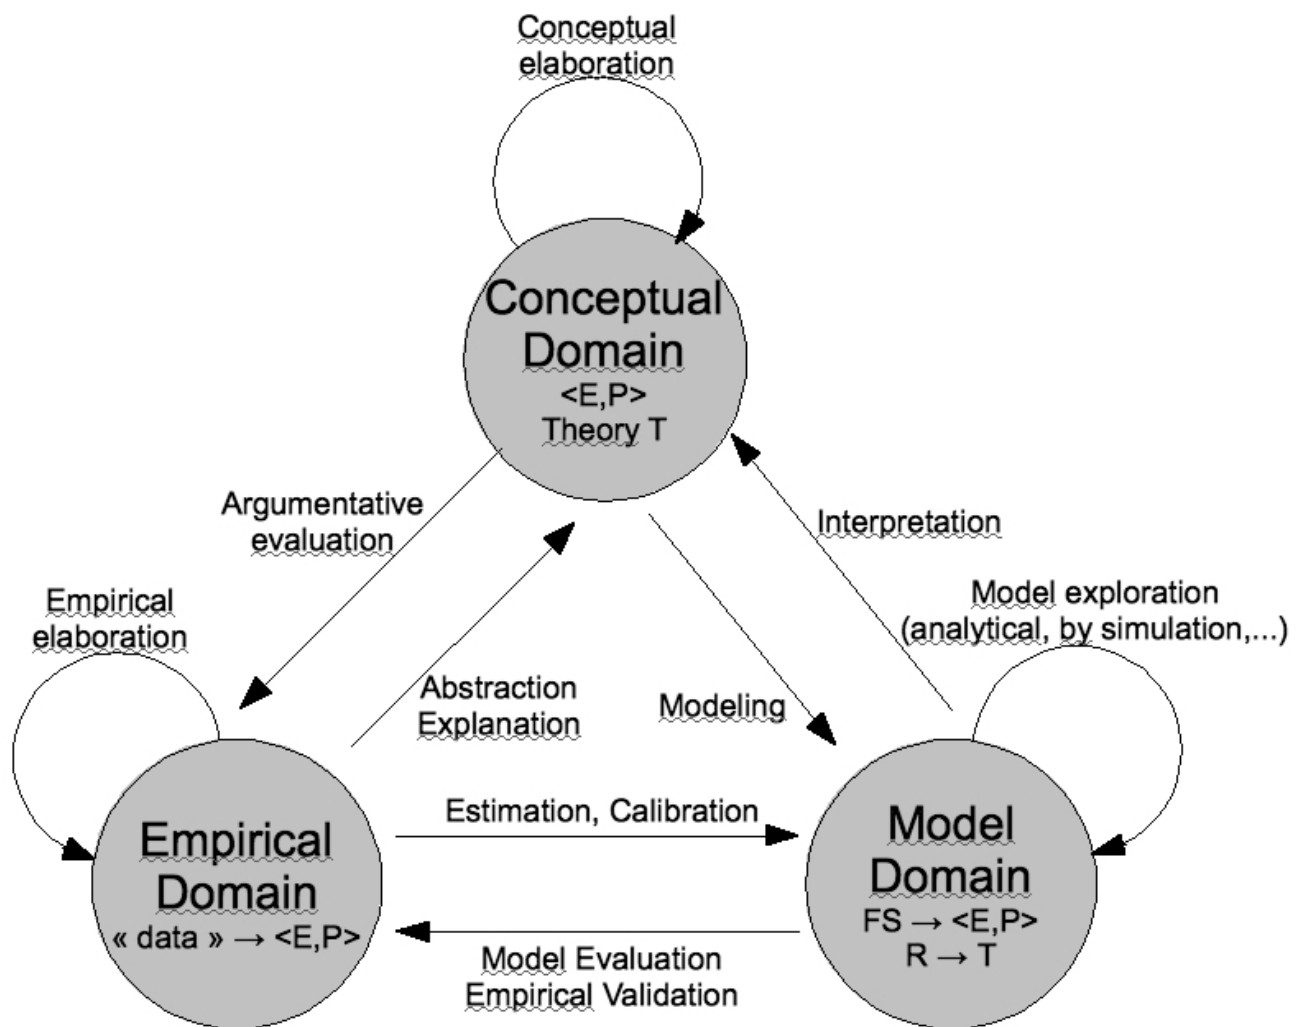 Conceptual
elaboration
Conceptual
Domain
<E,P>
Theory T
Argumentative
evaluation
Interpretation
Empirical
elaboration
Model exploration
(analytical, by simulation,...)
Abstraction
Explanation
Modeling
Estimation, Calibration
Empirical
Domain
« data » → <E,P>
Model
Domain
FS → <E,P>
R → T
Model Evaluation
Empirical Validation